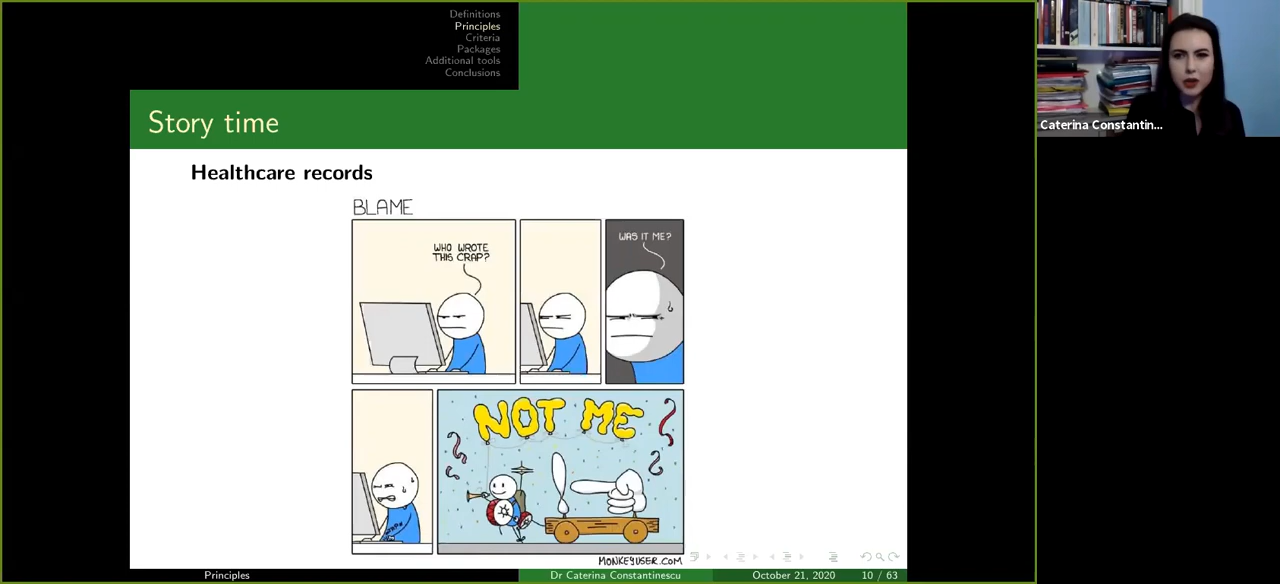 Definitions
Principles
Criteria
Packages
Additional tools
Conclusions
Story time
Caterina Constantin...
Healthcare records
BLAME
WHO WROTE
THIS CRAP?
WAS IT ME?
NOT ME
MONKEYUSER.COM
Principles
Dr Caterina Constantinescu
October 21, 2020
10 / 63